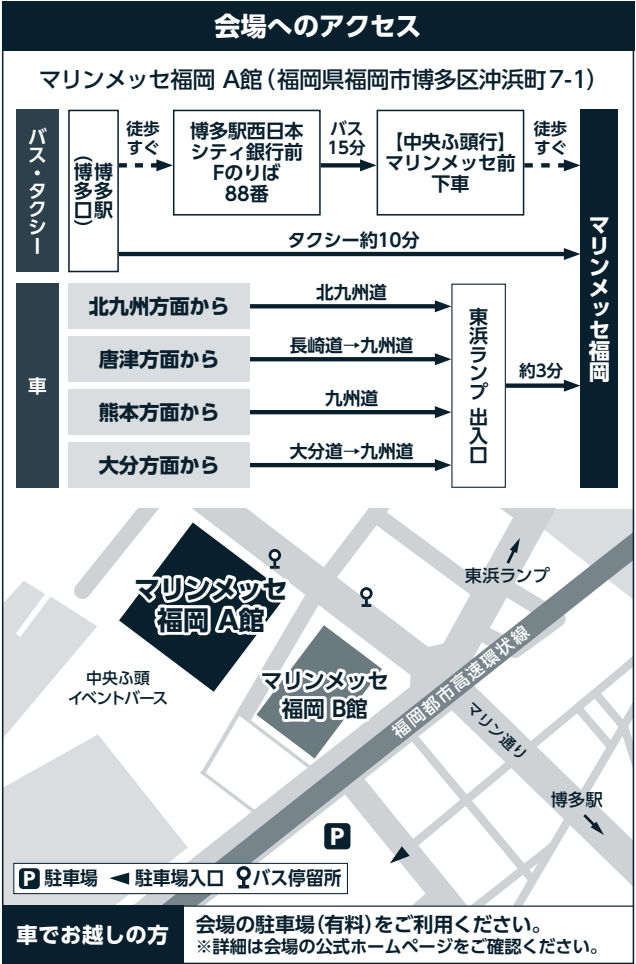 会場へのアクセス
マリンメッセ福岡 A館（福岡県福岡市博多区沖浜町7-1）
バス・タクシー
博多駅
（博多口）
徒歩
すぐ
博多駅西日本
シティ銀行前
Fのりば
88番
バス
15分
【中央ふ頭行】
マリンメッセ前
下車
徒歩
すぐ
タクシー約10分
マリンメッセ福岡
車
北九州方面から
北九州道
唐津方面から
長崎道→九州道
熊本方面から
九州道
大分方面から
大分道→九州道
東浜ランプ 出入口
約3分
マリンメッセ
福岡 A館
東浜ランプ
中央ふ頭
イベントバース
マリンメッセ
福岡 B館
福岡都市高速環状線
マリン通り
博多駅
P
P 駐車場 ◀駐車場入口 バス停留所
車でお越しの方
会場の駐車場（有料）をご利用ください。
※詳細は会場の公式ホームページをご確認ください。